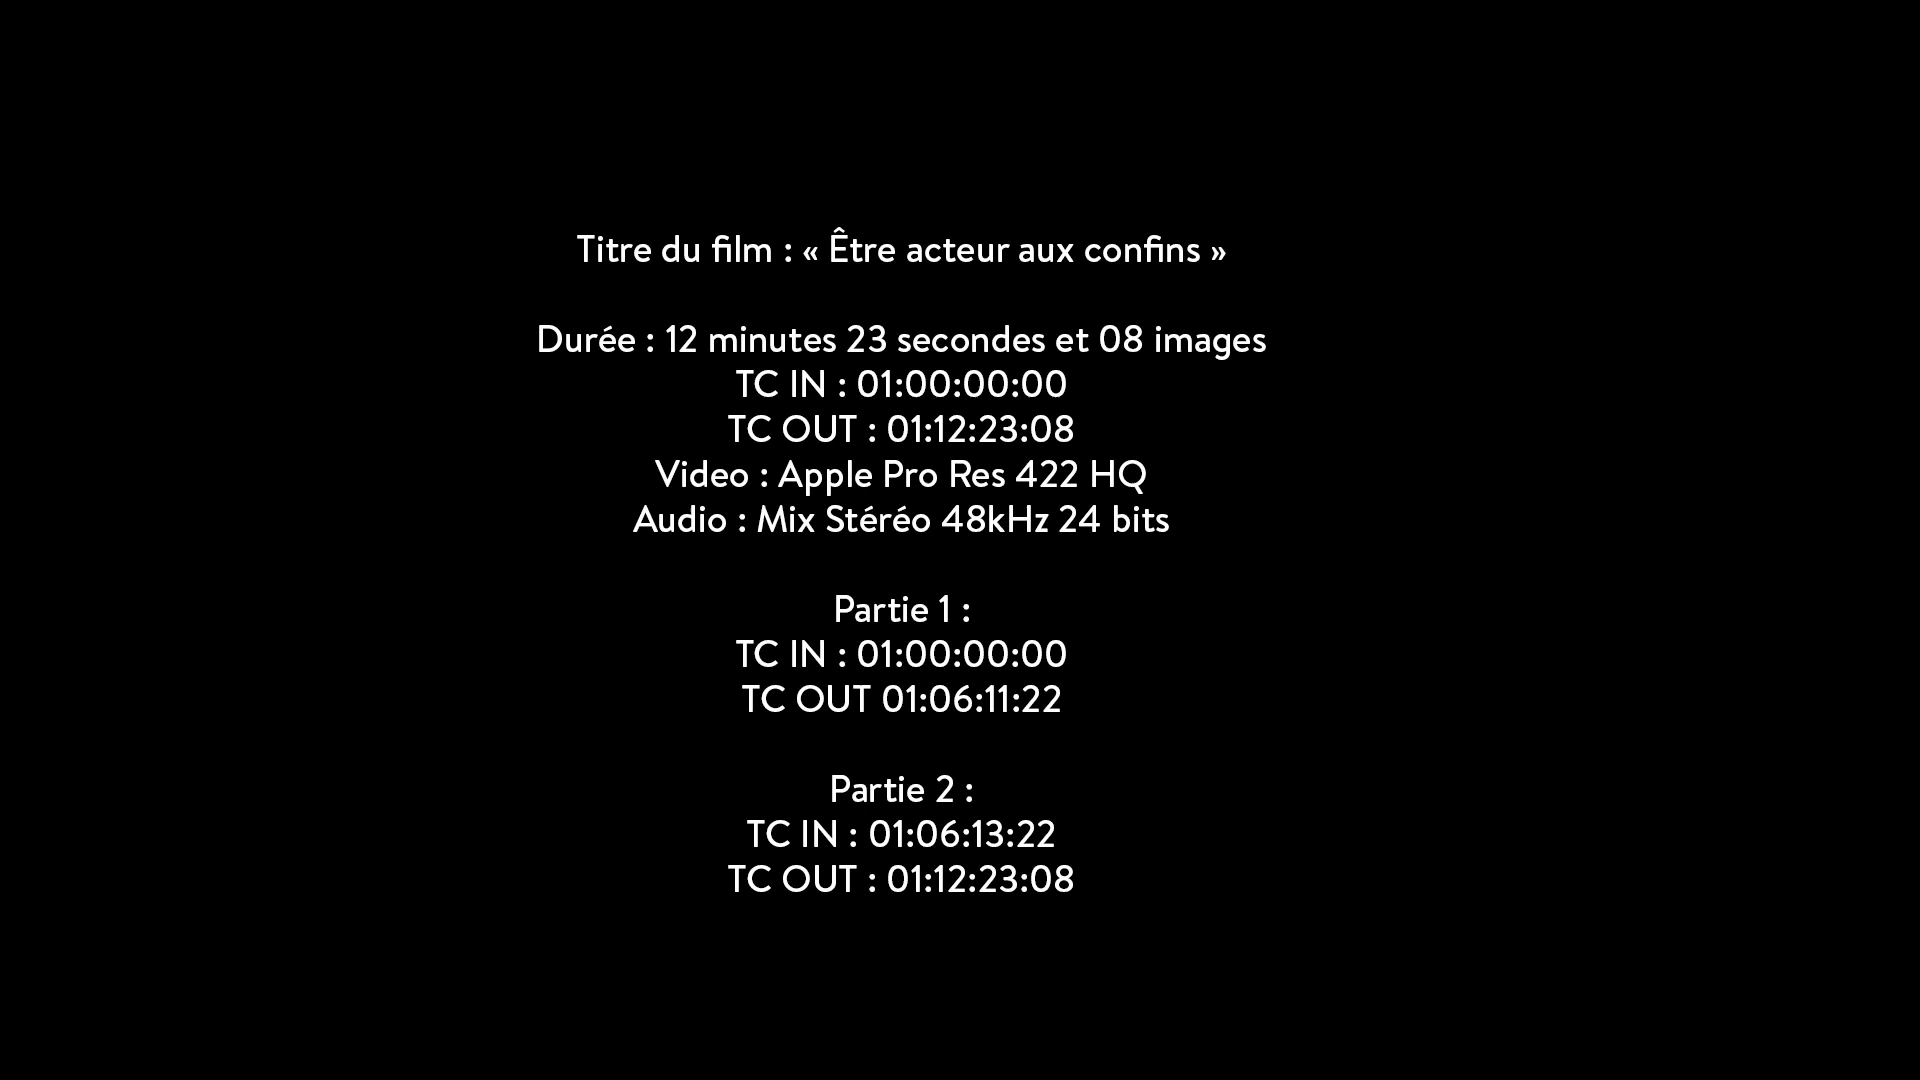 Titre du film : « Être acteur aux confins »
Durée : 12 minutes 23 secondes et 08 images
TC IN : 01:00:00:00
TC OUT : 01:12:23:08
Video : Apple Pro Res 422 HQ
Audio : Mix Stéréo 48kHz 24 bits
Partie 1 :
TC IN : 01:00:00:00
TC OUT 01:06:11:22
Partie 2 :
TC IN : 01:06:13:22
TC OUT : 01:12:23:08